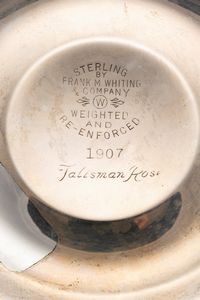 STERLING
BY
FRANK M. WHITING
& COMPANY
W
WEIGHTED
AND
RE-ENFORCED
1907
Talisman Rose